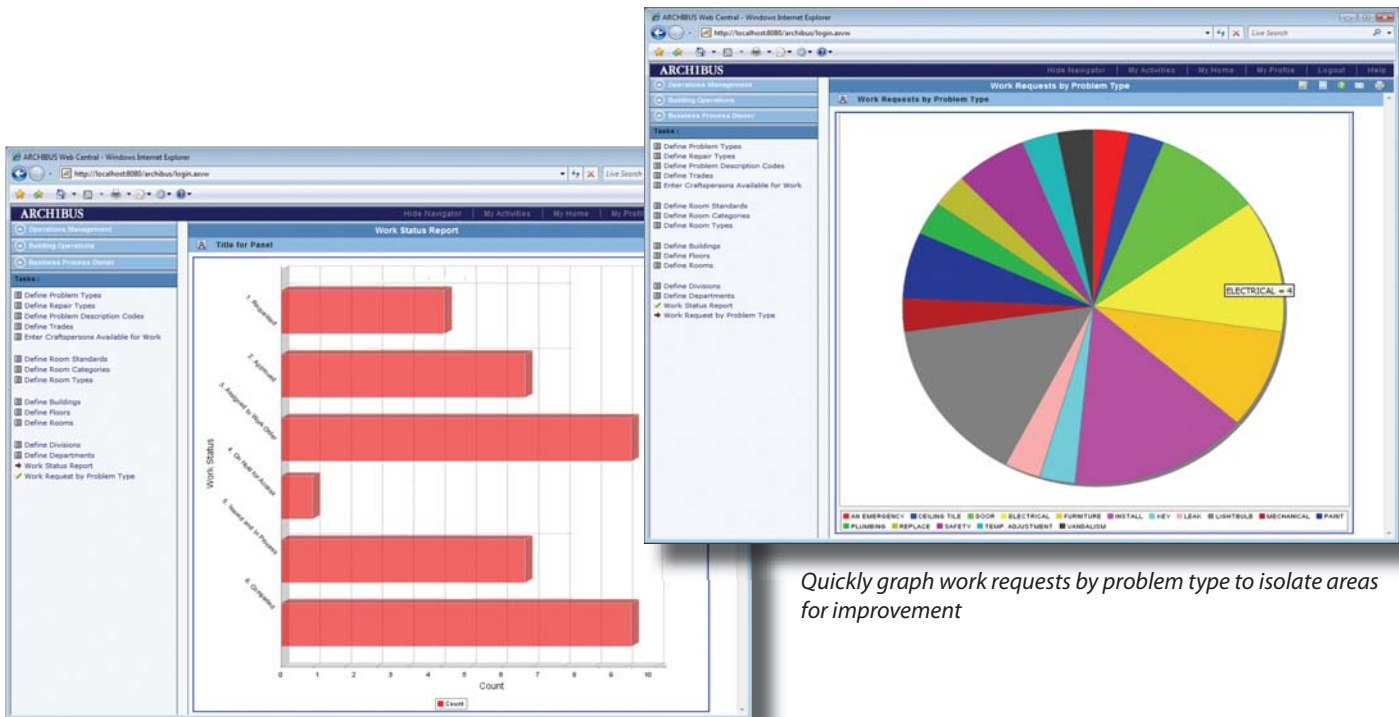 ARCHIBUS Web Central - Windows Internet Explorer
http://localhost:8080/archibus/login.axvw
Live Search
ARCHIBUS
Hide Navigator | My Activities | My Home | My Profile | Logout | Help
Operations Management
Building Operations
Business Process Owner
Tasks :
Define Problem Types
Define Repair Types
Define Problem Description Codes
Define Trades
Enter Craftspersons Available for Work
Define Room Standards
Define Room Categories
Define Room Types
Define Buildings
Define Floors
Define Rooms
Define Divisions
Define Departments
Work Status Report
Work Request by Problem Type
Work Requests by Problem Type
Work Requests by Problem Type
ELECTRICAL = 4
AN EMERGENCY CEILING TILE DOOR ELECTRICAL FURNITURE INSTALL KEY LEAK LIGHTBULB MECHANICAL PAINT
PLUMBING REPLACE SAFETY TEMP. ADJUSTMENT VANDALISM
Quickly graph work requests by problem type to isolate areas
for improvement
ARCHIBUS Web Central - Windows Internet Explorer
http://localhost:8080/archibus/login.axvw
Live Search
ARCHIBUS
Hide Navigator | My Activities | My Home
Operations Management
Building Operations
Business Process Owner
Tasks :
Define Problem Types
Define Repair Types
Define Problem Description Codes
Define Trades
Enter Craftspersons Available for Work
Define Room Standards
Define Room Categories
Define Room Types
Define Buildings
Define Floors
Define Rooms
Define Divisions
Define Departments
Work Status Report
Work Request by Problem Type
Work Status Report
Title for Panel
Work Status
1. Requested
2. Approved
3. Assigned to Work Order
4. On Hold for Access
5. Issued and in Process
6. Completed
0 1 2 3 4 5 6 7 8 9 10
Count
Count